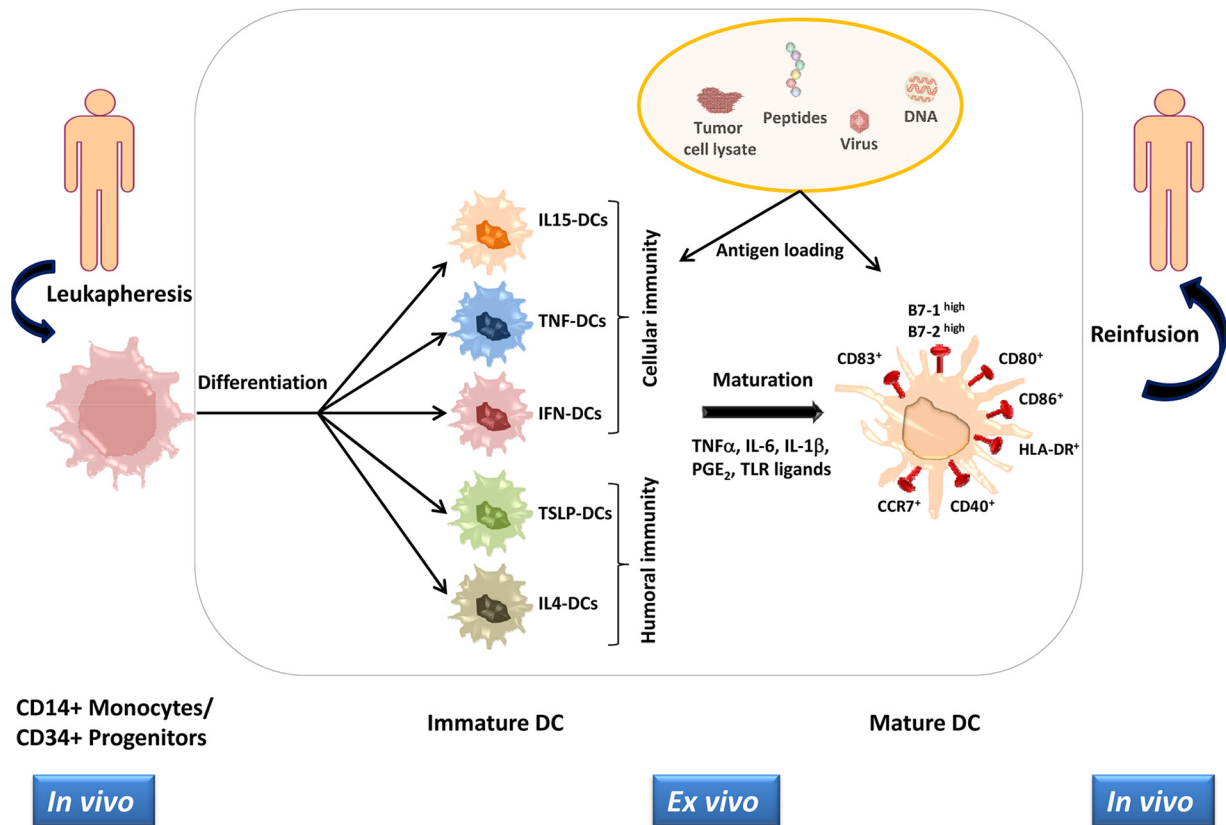 Tumor
cell lysate
Peptides
Virus
DNA
Leukapheresis
Differentiation
IL15-DCs
TNF-DCs
IFN-DCs
TSLP-DCs
IL4-DCs
Cellular immunity
Humoral immunity
Antigen loading
Maturation
TNFα, IL-6, IL-1β,
PGE₂, TLR ligands
B7-1 ʰⁱᵍʰ
B7-2 ʰⁱᵍʰ
CD83⁺
CD80⁺
CD86⁺
HLA-DR⁺
CCR7⁺
CD40⁺
Reinfusion
CD14+ Monocytes/
CD34+ Progenitors
Immature DC
Mature DC
In vivo
Ex vivo
In vivo